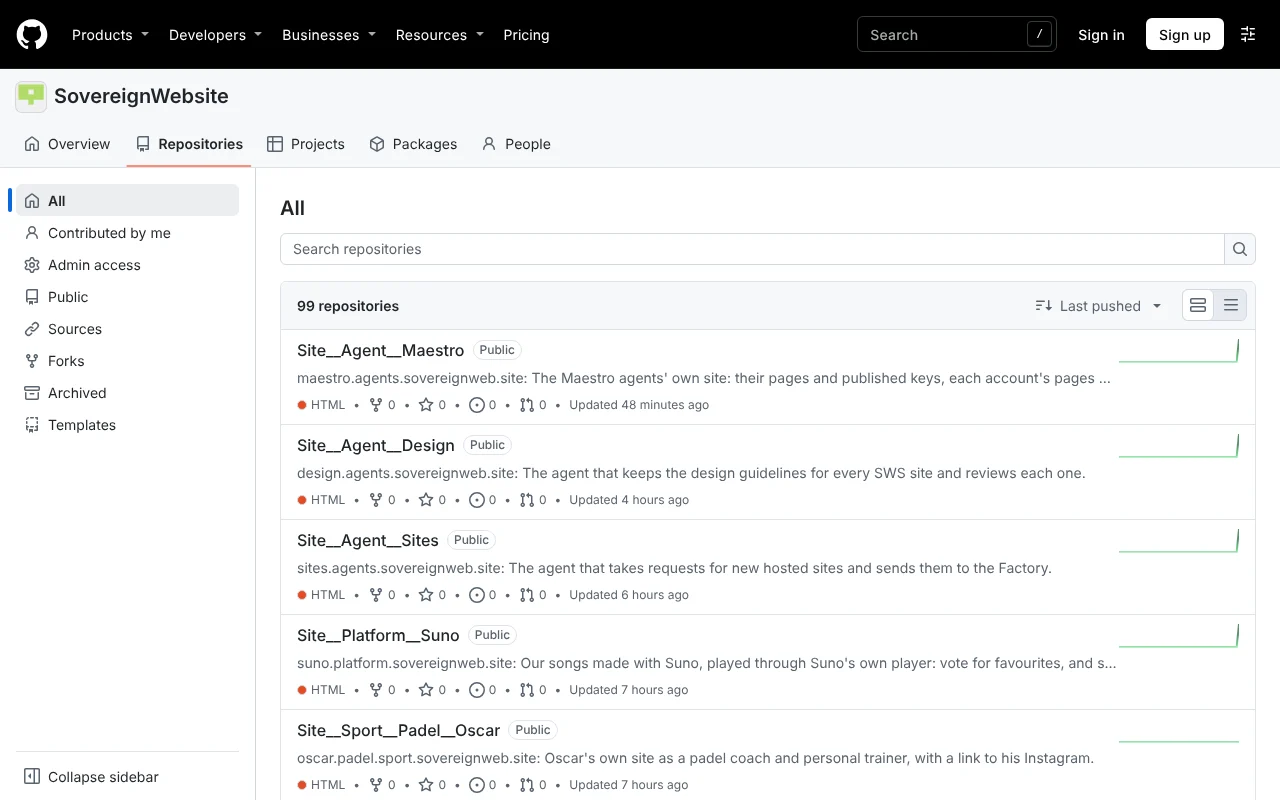 Products Developers Businesses Resources Pricing Search / Sign in Sign up
SovereignWebsite
Overview Repositories Projects Packages People
All
Contributed by me
Admin access
Public
Sources
Forks
Archived
Templates
Collapse sidebar
All
Search repositories
99 repositories Last pushed
Site__Agent__Maestro Public
maestro.agents.sovereignweb.site: The Maestro agents' own site: their pages and published keys, each account's pages ...
HTML • 0 • 0 • 0 • 0 • Updated 48 minutes ago
Site__Agent__Design Public
design.agents.sovereignweb.site: The agent that keeps the design guidelines for every SWS site and reviews each one.
HTML • 0 • 0 • 0 • 0 • Updated 4 hours ago
Site__Agent__Sites Public
sites.agents.sovereignweb.site: The agent that takes requests for new hosted sites and sends them to the Factory.
HTML • 0 • 0 • 0 • 0 • Updated 6 hours ago
Site__Platform__Suno Public
suno.platform.sovereignweb.site: Our songs made with Suno, played through Suno's own player: vote for favourites, and s...
HTML • 0 • 0 • 0 • 0 • Updated 7 hours ago
Site__Sport__Padel__Oscar Public
oscar.padel.sport.sovereignweb.site: Oscar's own site as a padel coach and personal trainer, with a link to his Instagram.
HTML • 0 • 0 • 0 • 0 • Updated 7 hours ago